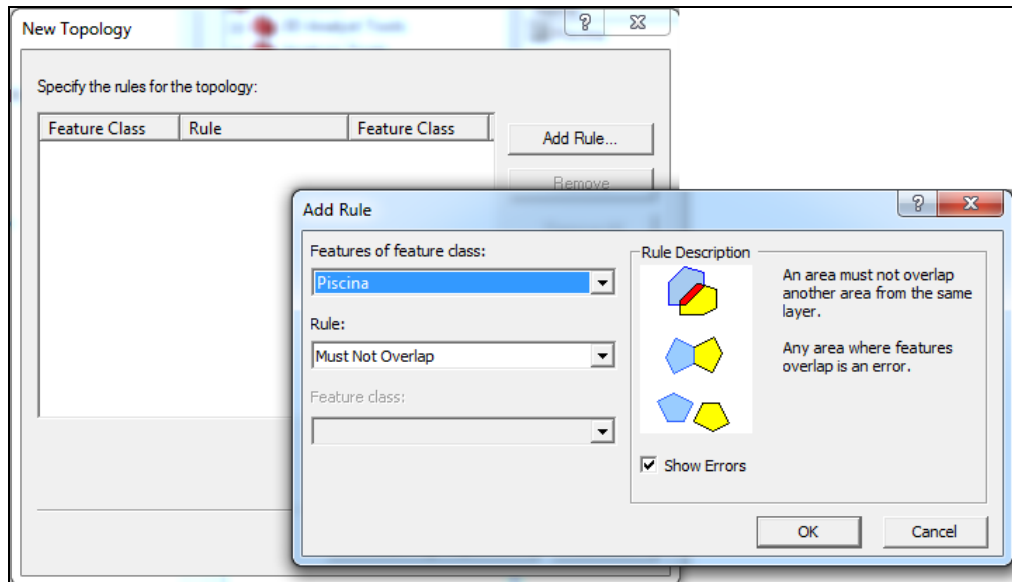 New Topology
Specify the rules for the topology:
Feature Class Rule Feature Class
Add Rule...
Remove
Add Rule
Features of feature class:
Piscina
Rule:
Must Not Overlap
Feature class:
Rule Description
An area must not overlap
another area from the same
layer.
Any area where features
overlap is an error.
Show Errors
OK Cancel